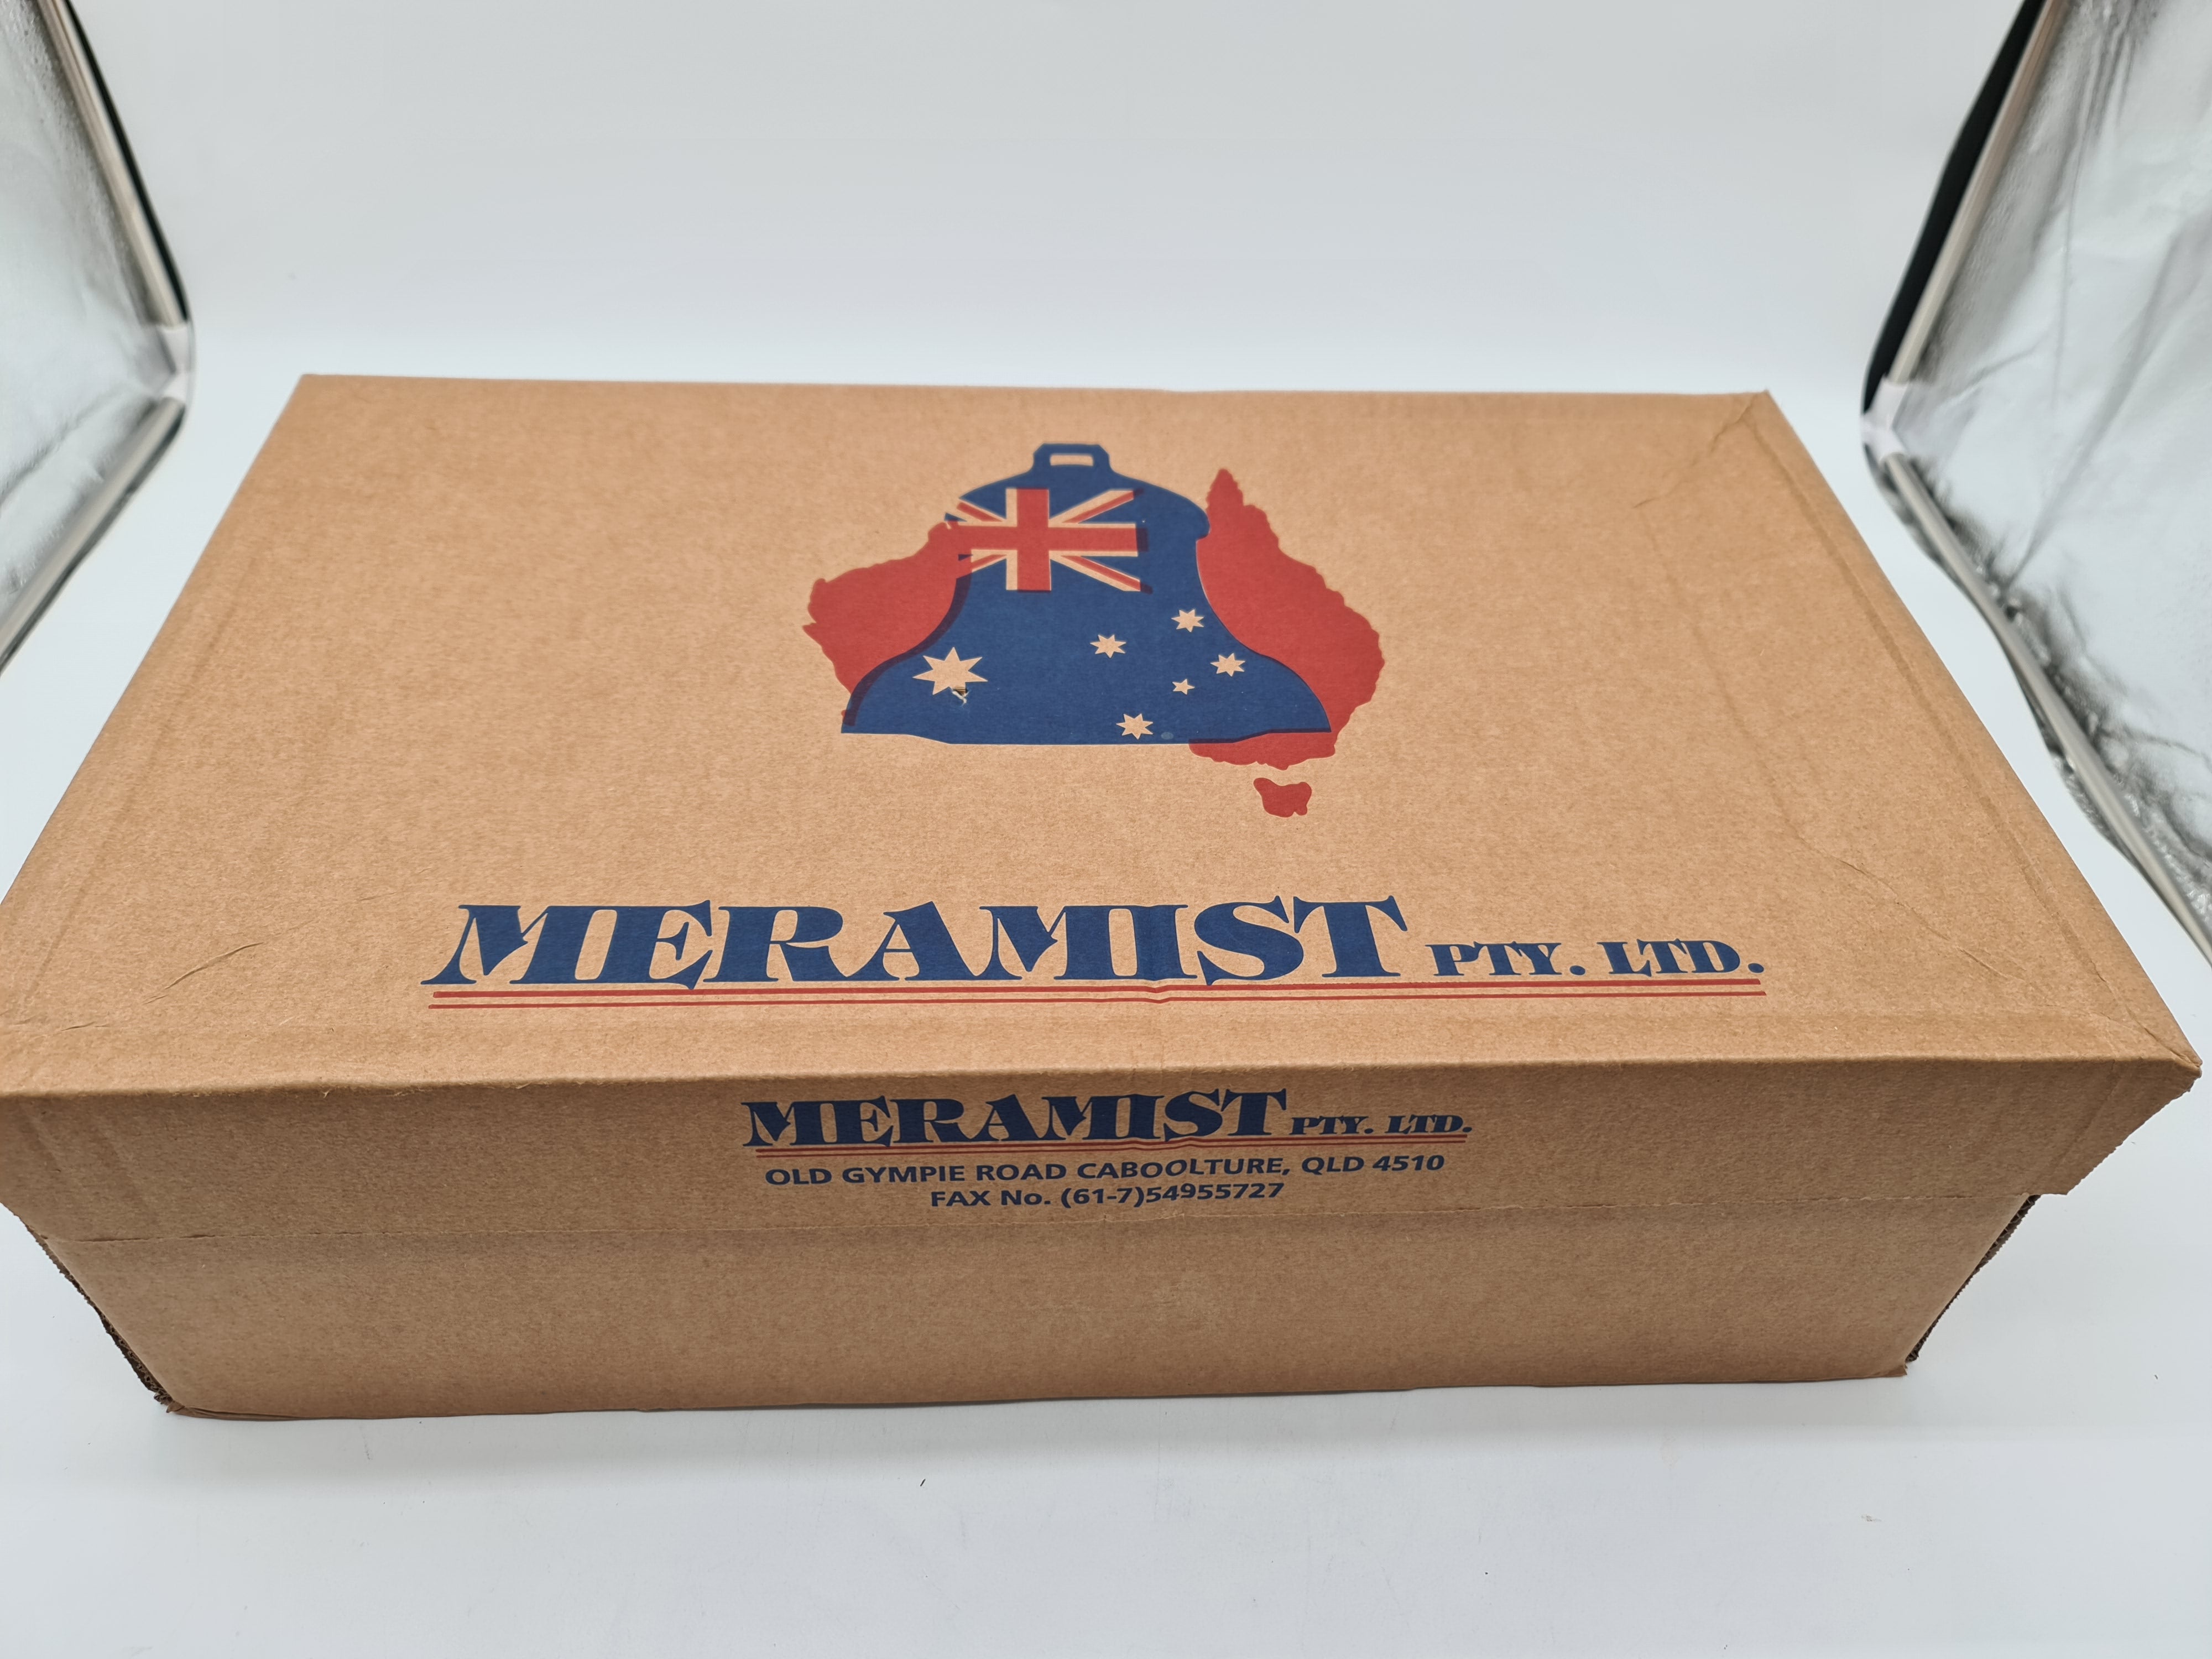 MERAMIST PTY. LTD.
MERAMIST PTY. LTD.
OLD GYMPIE ROAD CABOOLTURE, QLD 4510
FAX No. (61-7)54955727